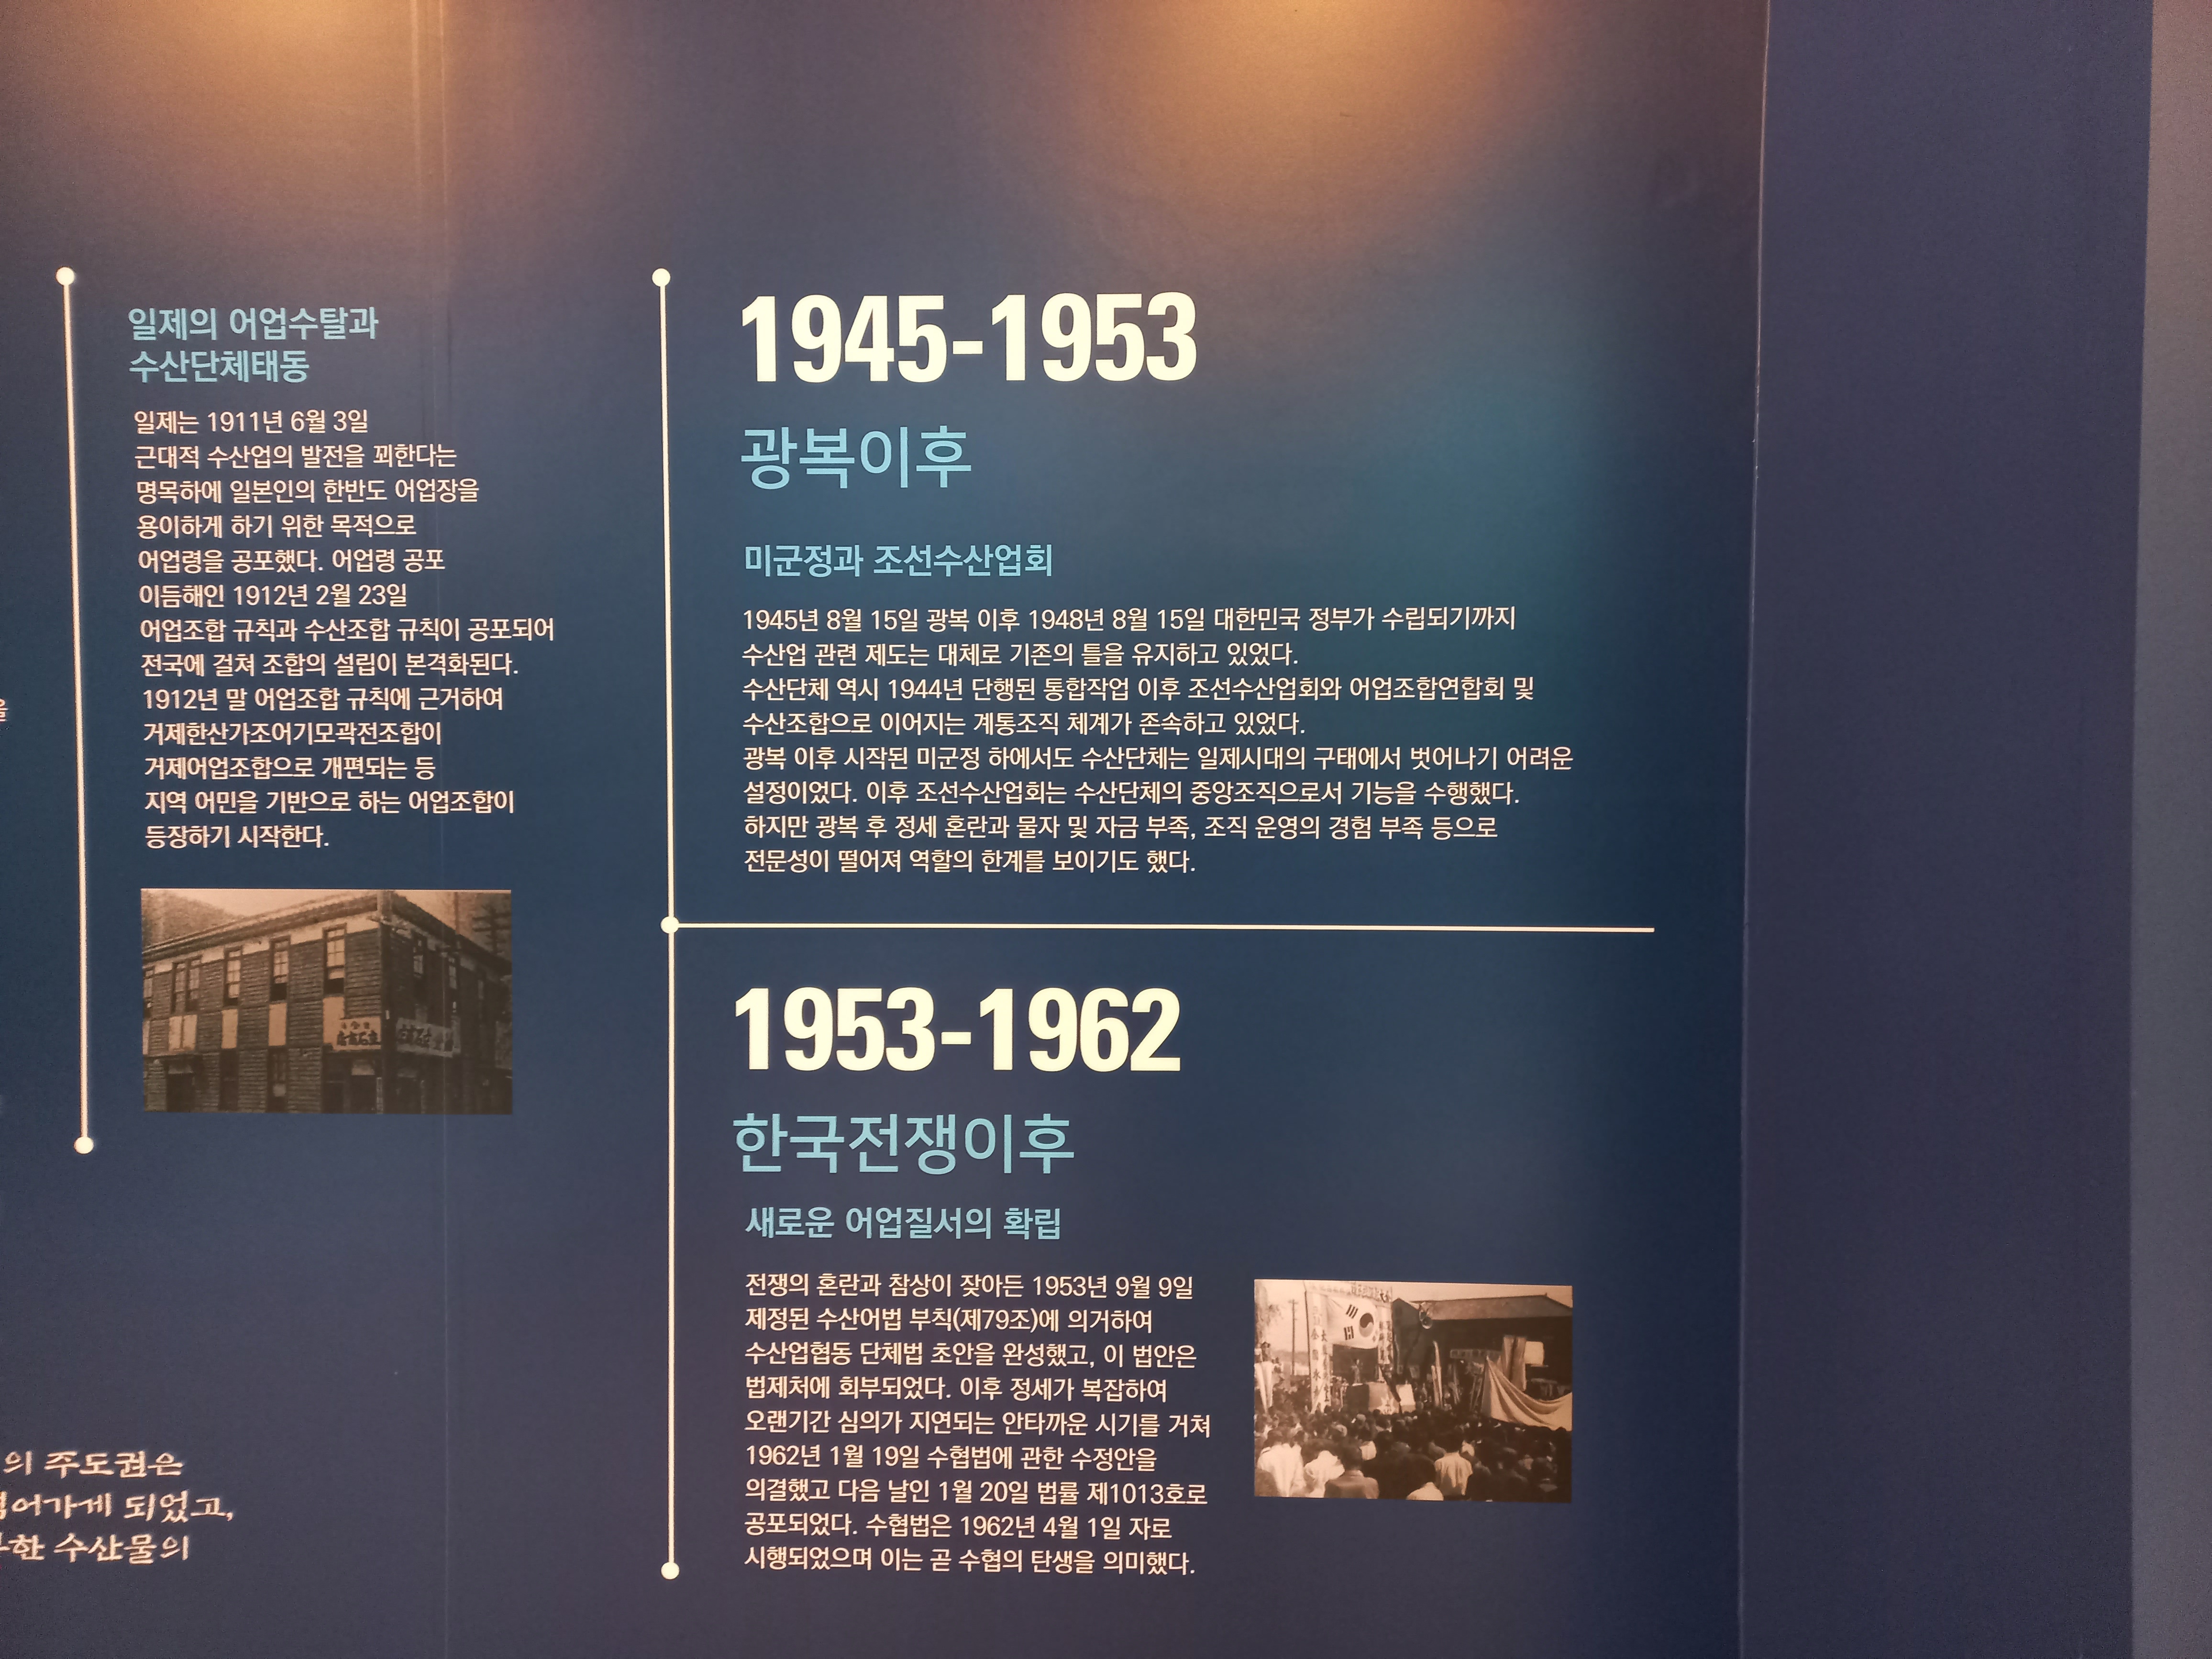 일제의 어업수탈과
수산단체태동
일제는 1911년 6월 3일
근대적 수산업의 발전을 꾀한다는
명목하에 일본인의 한반도 어업장을
용이하게 하기 위한 목적으로
어업령을 공포했다. 어업령 공포
이듬해인 1912년 2월 23일
어업조합 규칙과 수산조합 규칙이 공포되어
전국에 걸쳐 조합의 설립이 본격화된다.
1912년 말 어업조합 규칙에 근거하여
거제한산가조어기모곽전조합이
거제어업조합으로 개편되는 등
지역 어민을 기반으로 하는 어업조합이
등장하기 시작한다.
을
의 주도권은
넘어가게 되었고,
한 수산물의
1945-1953
광복이후
미군정과 조선수산업회
1945년 8월 15일 광복 이후 1948년 8월 15일 대한민국 정부가 수립되기까지
수산업 관련 제도는 대체로 기존의 틀을 유지하고 있었다.
수산단체 역시 1944년 단행된 통합작업 이후 조선수산업회와 어업조합연합회 및
수산조합으로 이어지는 계통조직 체계가 존속하고 있었다.
광복 이후 시작된 미군정 하에서도 수산단체는 일제시대의 구태에서 벗어나기 어려운
설정이었다. 이후 조선수산업회는 수산단체의 중앙조직으로서 기능을 수행했다.
하지만 광복 후 정세 혼란과 물자 및 자금 부족, 조직 운영의 경험 부족 등으로
전문성이 떨어져 역할의 한계를 보이기도 했다.
1953-1962
한국전쟁이후
새로운 어업질서의 확립
전쟁의 혼란과 참상이 잦아든 1953년 9월 9일
제정된 수산어법 부칙(제79조)에 의거하여
수산업협동 단체법 초안을 완성했고, 이 법안은
법제처에 회부되었다. 이후 정세가 복잡하여
오랜기간 심의가 지연되는 안타까운 시기를 거쳐
1962년 1월 19일 수협법에 관한 수정안을
의결했고 다음 날인 1월 20일 법률 제1013호로
공포되었다. 수협법은 1962년 4월 1일 자로
시행되었으며 이는 곧 수협의 탄생을 의미했다.